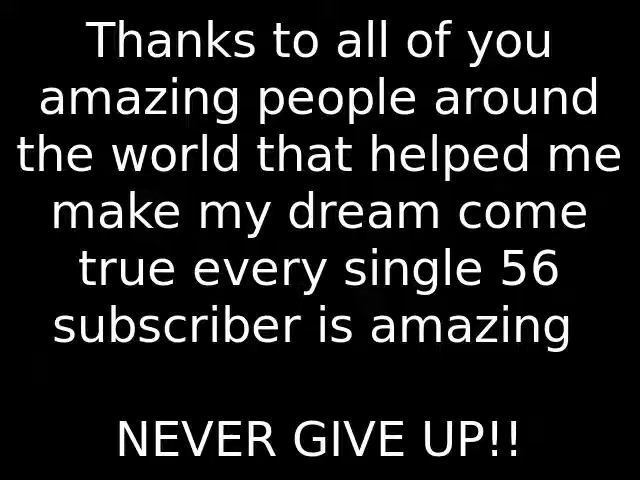 Thanks to all of you
amazing people around
the world that helped me
make my dream come
true every single 56
subscriber is amazing
NEVER GIVE UP!!